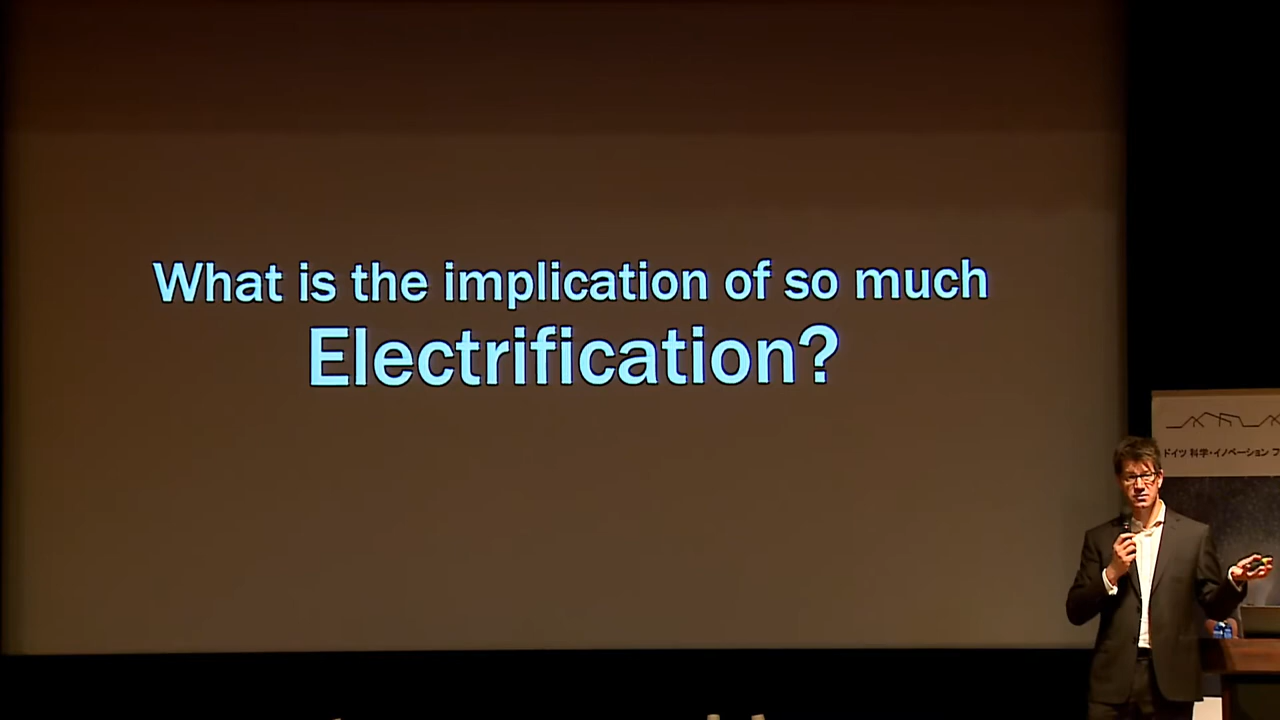 What is the implication of so much
Electrification?
ドイツ 科学・イノベーション フ